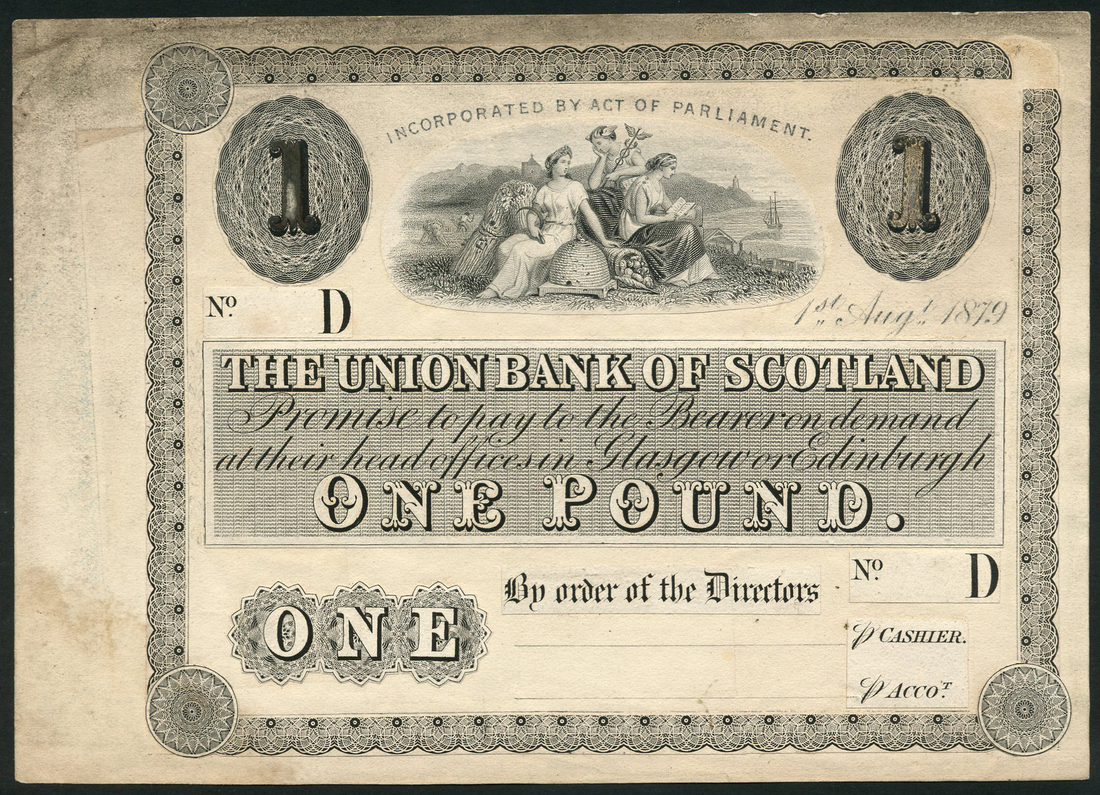 INCORPORATED BY ACT OF PARLIAMENT.
1 1
No. D
1st Augt. 1879
THE UNION BANK OF SCOTLAND
Promise to pay to the Bearer on demand
at their head offices in Glasgow or Edinburgh
ONE POUND.
No. D
By order of the Directors
ONE
p CASHIER.
p ACCOT.